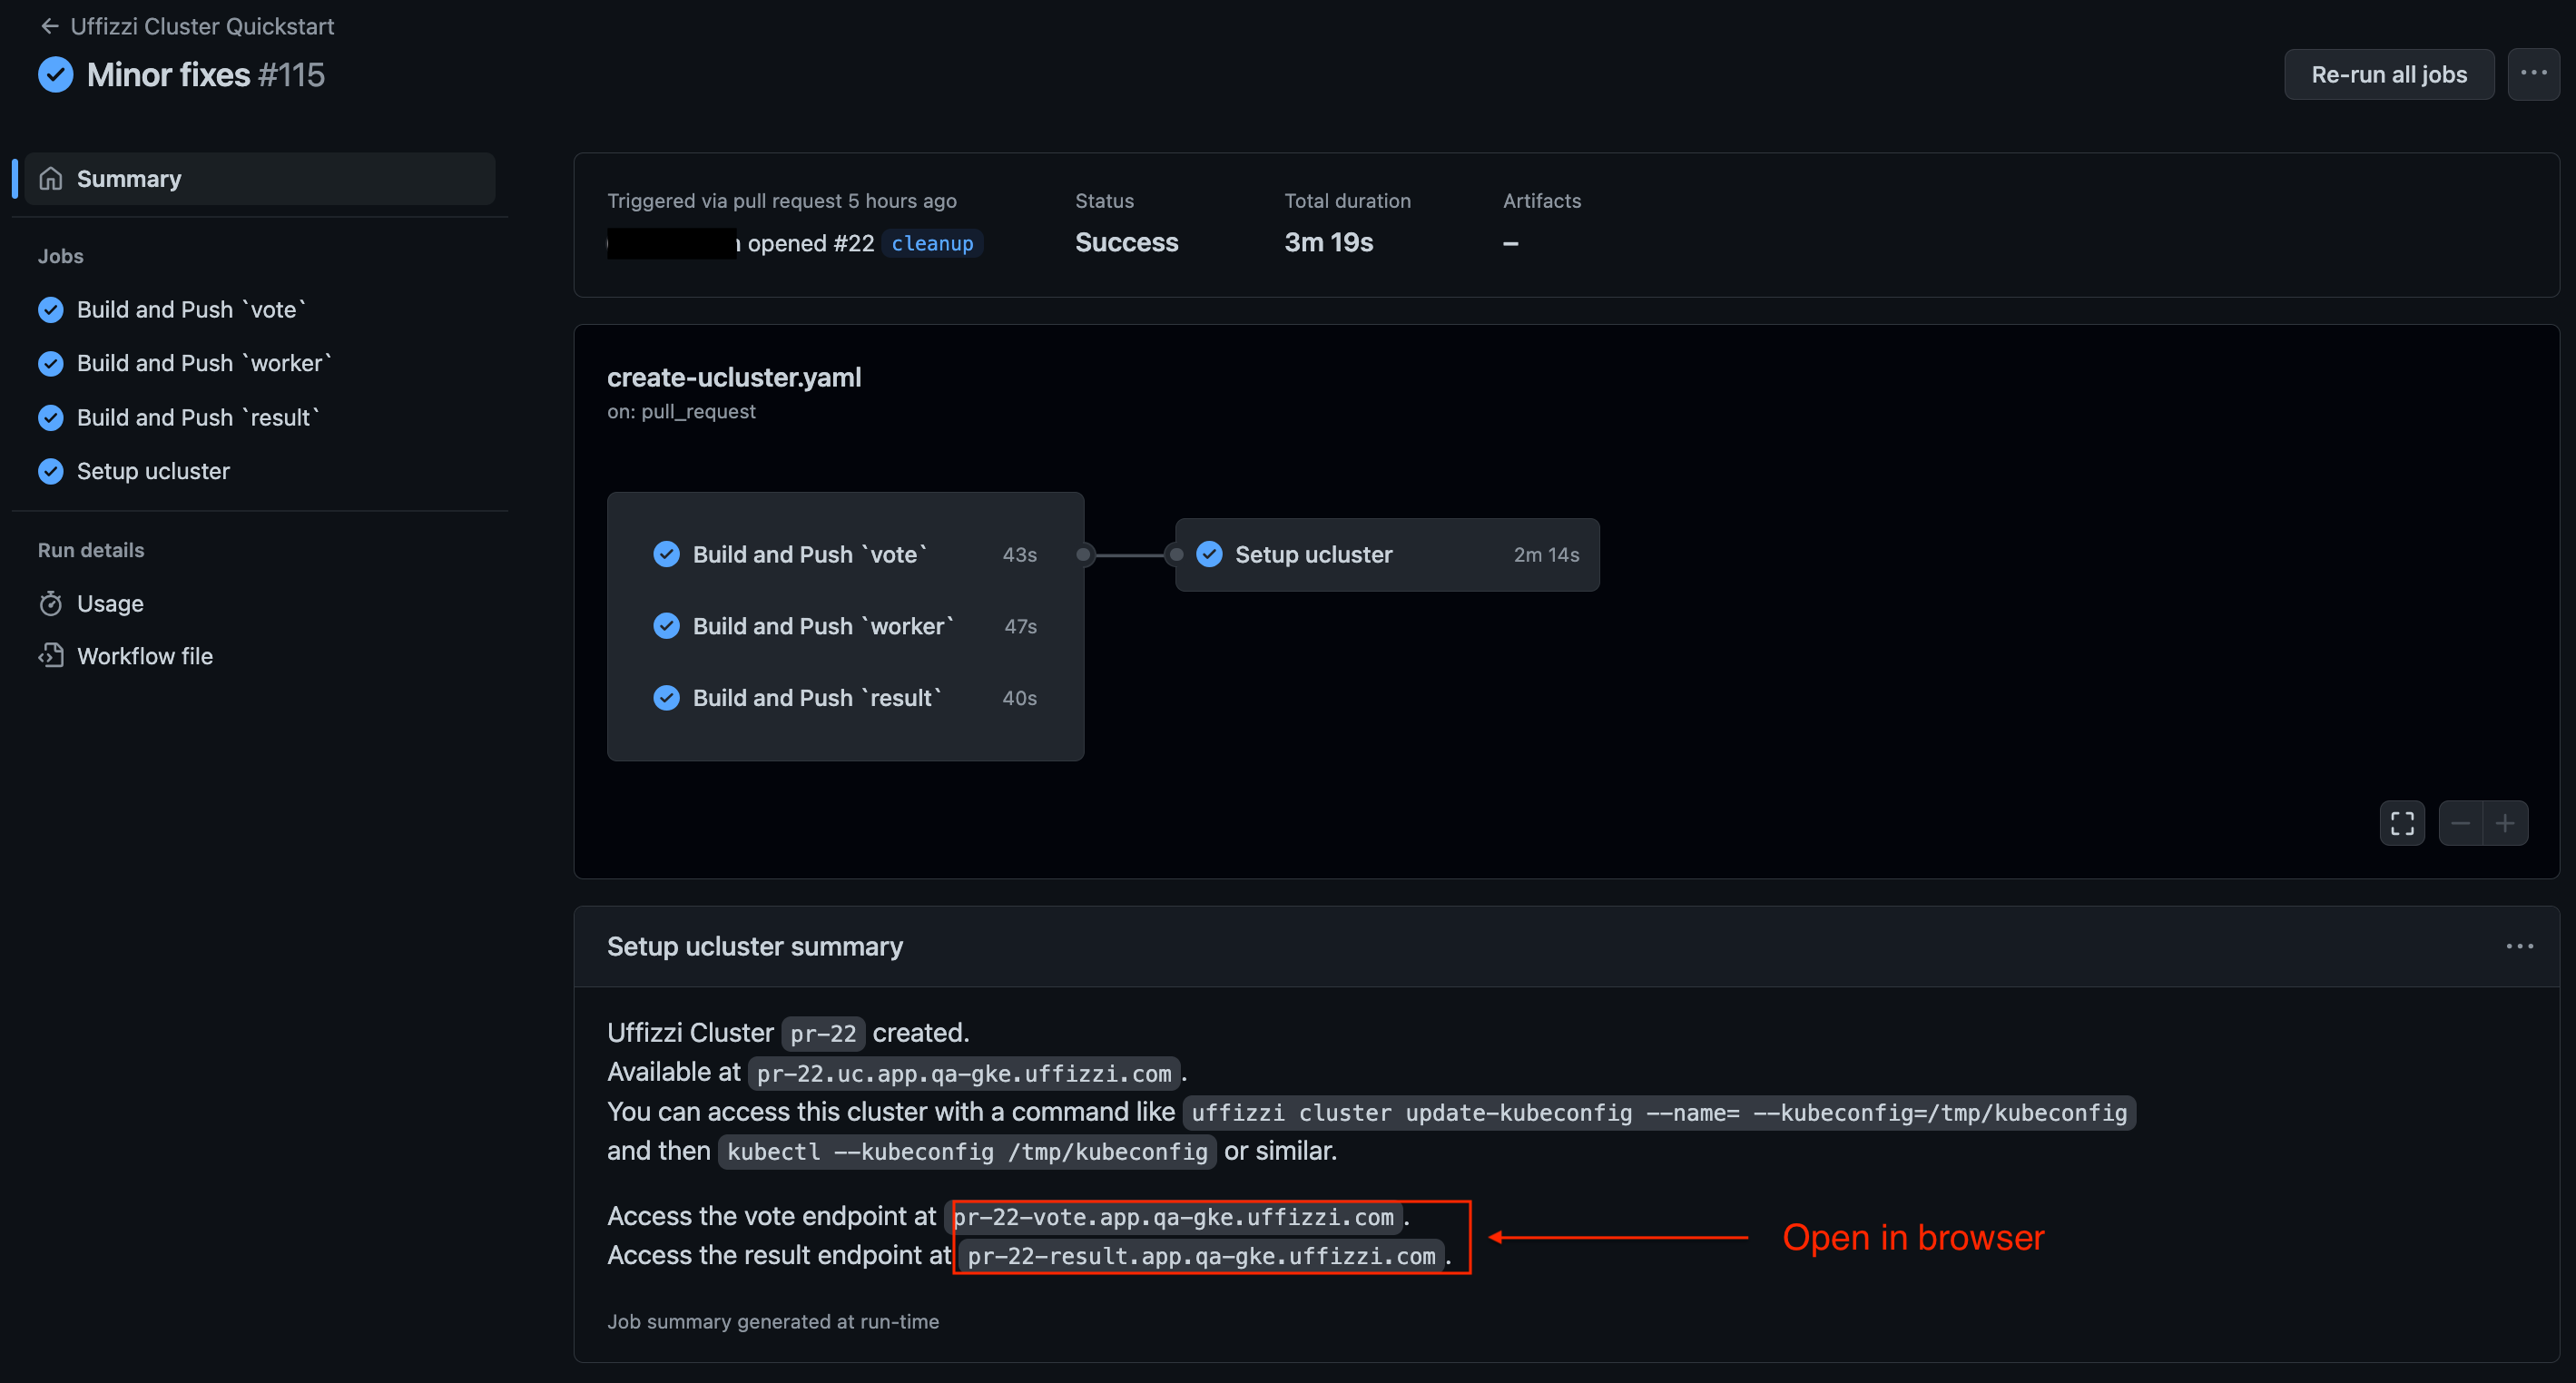 ← Uffizzi Cluster Quickstart
Minor fixes #115
Re-run all jobs
Summary
Jobs
Build and Push `vote`
Build and Push `worker`
Build and Push `result`
Setup ucluster
Run details
Usage
Workflow file
Triggered via pull request 5 hours ago
opened #22 cleanup
Status
Success
Total duration
3m 19s
Artifacts
–
create-ucluster.yaml
on: pull_request
Build and Push `vote` 43s
Build and Push `worker` 47s
Build and Push `result` 40s
Setup ucluster 2m 14s
Setup ucluster summary
Uffizzi Cluster pr-22 created.
Available at pr-22.uc.app.qa-gke.uffizzi.com.
You can access this cluster with a command like uffizzi cluster update-kubeconfig --name= --kubeconfig=/tmp/kubeconfig
and then kubectl --kubeconfig /tmp/kubeconfig or similar.
Access the vote endpoint at pr-22-vote.app.qa-gke.uffizzi.com.
Access the result endpoint at pr-22-result.app.qa-gke.uffizzi.com.
Open in browser
Job summary generated at run-time